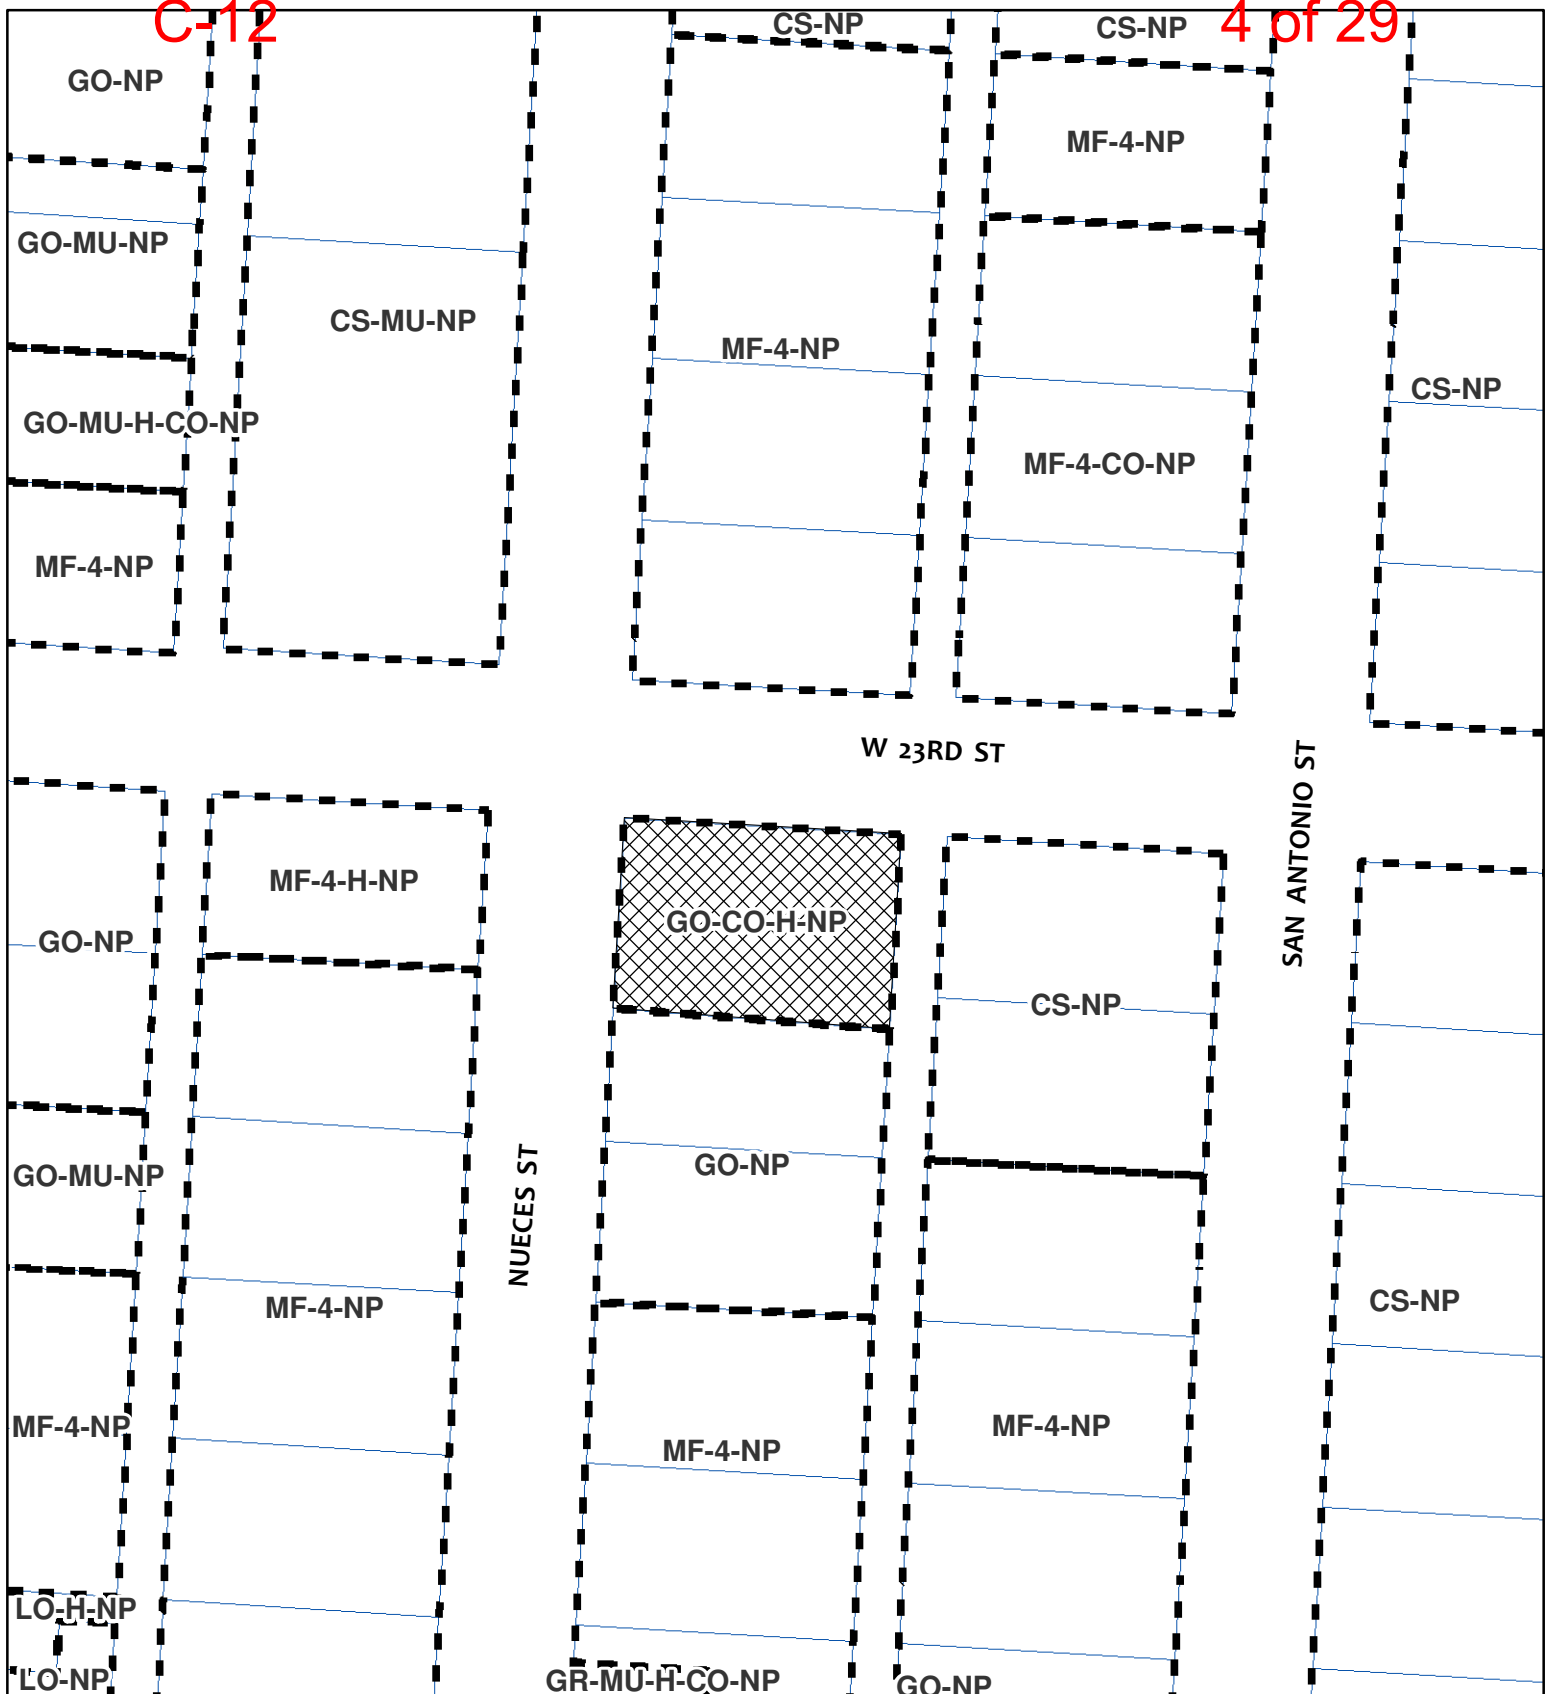 C-12
4 of 29
CS-NP
CS-NP
GO-NP
MF-4-NP
GO-MU-NP
CS-MU-NP
MF-4-NP
CS-NP
GO-MU-H-CO-NP
MF-4-CO-NP
MF-4-NP
W 23RD ST
SAN ANTONIO ST
MF-4-H-NP
GO-CO-H-NP
GO-NP
CS-NP
GO-NP
GO-MU-NP
NUECES ST
CS-NP
MF-4-NP
MF-4-NP
MF-4-NP
MF-4-NP
LO-H-NP
LO-NP
GR-MU-H-CO-NP
GO-NP